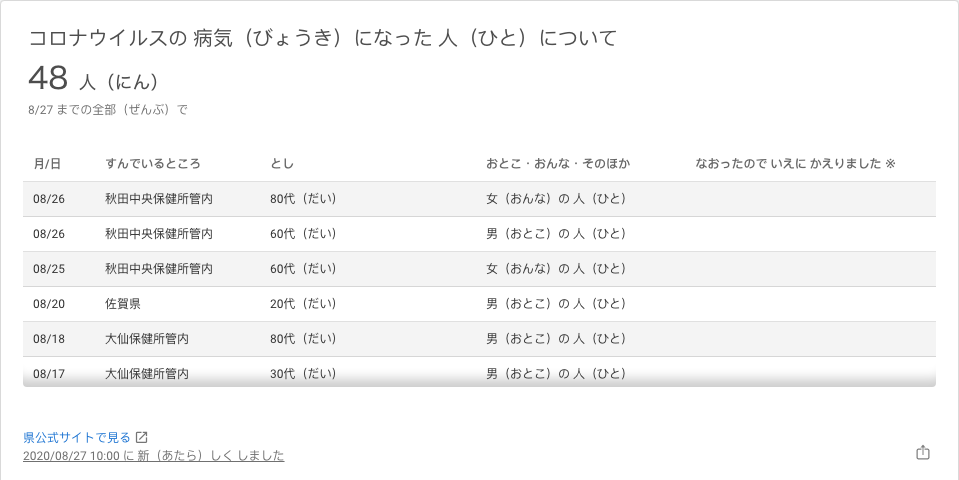 コロナウイルスの 病気（びょうき）になった 人（ひと）について
48 人（にん）
8/27 までの全部（ぜんぶ）で
月/日 すんでいるところ とし おとこ・おんな・そのほか なおったので いえに かえりました ※
08/26 秋田中央保健所管内 80代（だい） 女（おんな）の 人（ひと）
08/26 秋田中央保健所管内 60代（だい） 男（おとこ）の 人（ひと）
08/25 秋田中央保健所管内 60代（だい） 女（おんな）の 人（ひと）
08/20 佐賀県 20代（だい） 男（おとこ）の 人（ひと）
08/18 大仙保健所管内 80代（だい） 男（おとこ）の 人（ひと）
08/17 大仙保健所管内 30代（だい） 男（おとこ）の 人（ひと）
県公式サイトで見る
2020/08/27 10:00 に 新（あたら）しく しました